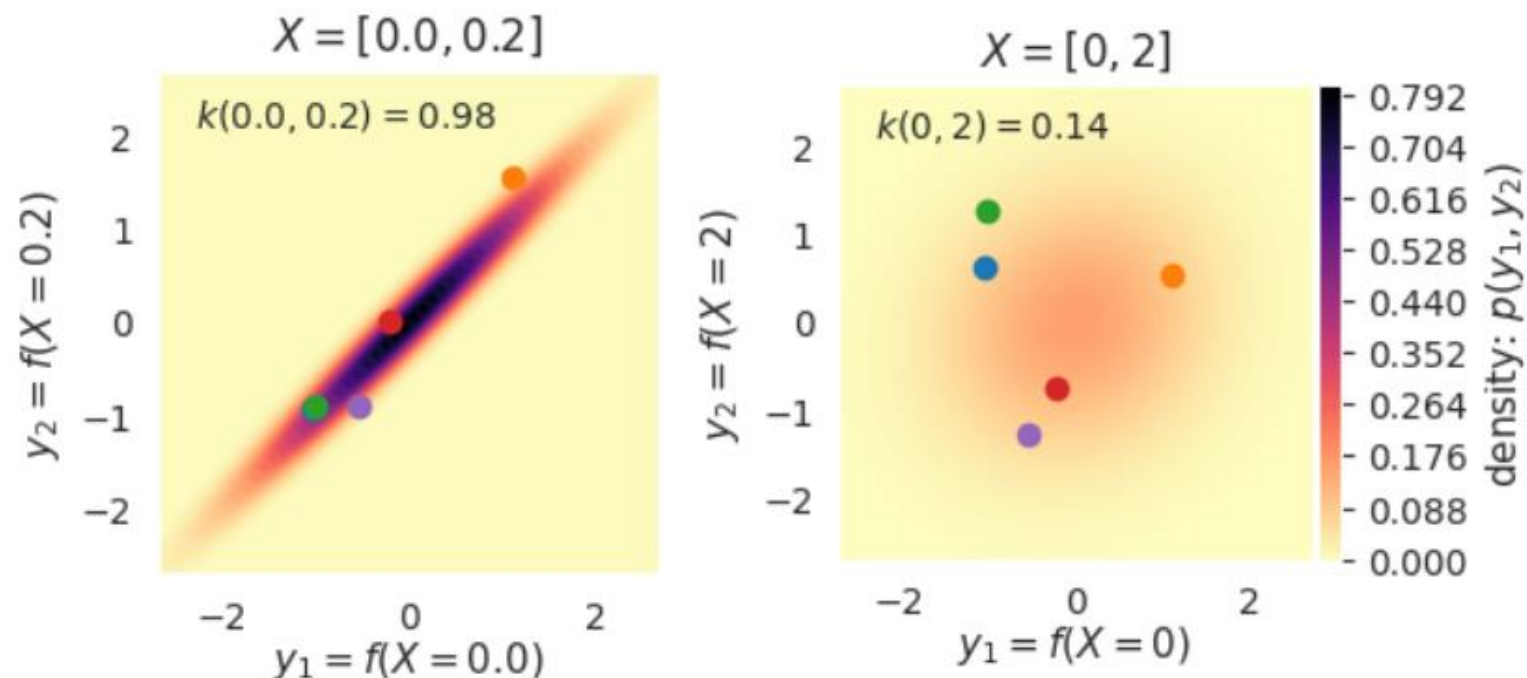 X = [0.0, 0.2]
k(0.0, 0.2) = 0.98
2
1
0
−1
−2
y₂ = f(X = 0.2)
−2 0 2
y₁ = f(X = 0.0)
X = [0, 2]
k(0, 2) = 0.14
2
1
0
−1
−2
y₂ = f(X = 2)
−2 0 2
y₁ = f(X = 0)
0.792
0.704
0.616
0.528
0.440
0.352
0.264
0.176
0.088
0.000
density: p(y₁, y₂)